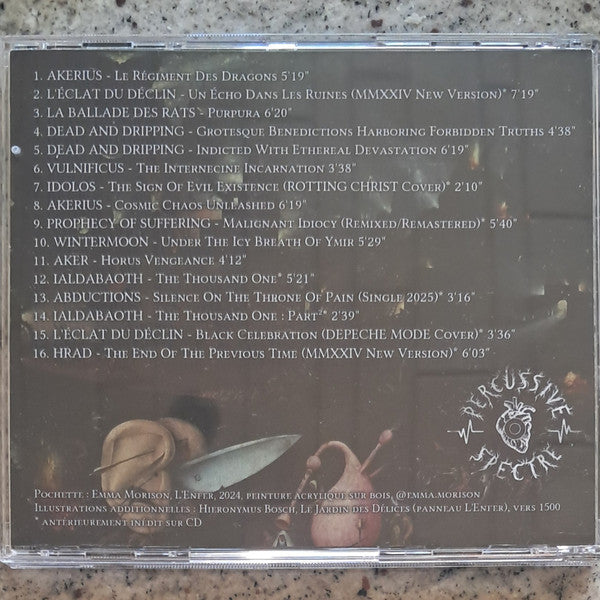 1. AKERIUS - LE RÉGIMENT DES DRAGONS 5'19"
2. L'ÉCLAT DU DÉCLIN - UN ÉCHO DANS LES RUINES (MMXXIV NEW VERSION)* 7'19"
3. LA BALLADE DES RATS - PURPURA 6'20"
4. DEAD AND DRIPPING - GROTESQUE BENEDICTIONS HARBORING FORBIDDEN TRUTHS 4'38"
5. DEAD AND DRIPPING - INDICTED WITH ETHEREAL DEVASTATION 6'19"
6. VULNIFICUS - THE INTERNECINE INCARNATION 3'38"
7. IDOLOS - THE SIGN OF EVIL EXISTENCE (ROTTING CHRIST COVER)* 2'10"
8. AKERIUS - COSMIC CHAOS UNLEASHED 6'19"
9. PROPHECY OF SUFFERING - MALIGNANT IDIOCY (REMIXED/REMASTERED)* 5'40"
10. WINTERMOON - UNDER THE ICY BREATH OF YMIR 5'29"
11. AKER - HORUS VENGEANCE 4'12"
12. IALDABAOTH - THE THOUSAND ONE* 5'21"
13. ABDUCTIONS - SILENCE ON THE THRONE OF PAIN (SINGLE 2025)* 3'16"
14. IALDABAOTH - THE THOUSAND ONE : PART²* 2'39"
15. L'ÉCLAT DU DÉCLIN - BLACK CELEBRATION (DEPECHE MODE COVER)* 3'36"
16. HRAD - THE END OF THE PREVIOUS TIME (MMXXIV NEW VERSION)* 6'03"
PERCUSSIVE
SPECTRE
POCHETTE : EMMA MORISON, L'ENFER, 2024, PEINTURE ACRYLIQUE SUR BOIS, @EMMA.MORISON
ILLUSTRATIONS ADDITIONNELLES : HIERONYMUS BOSCH, LE JARDIN DES DÉLICES (PANNEAU L'ENFER), VERS 1500
* ANTÉRIEUREMENT INÉDIT SUR CD